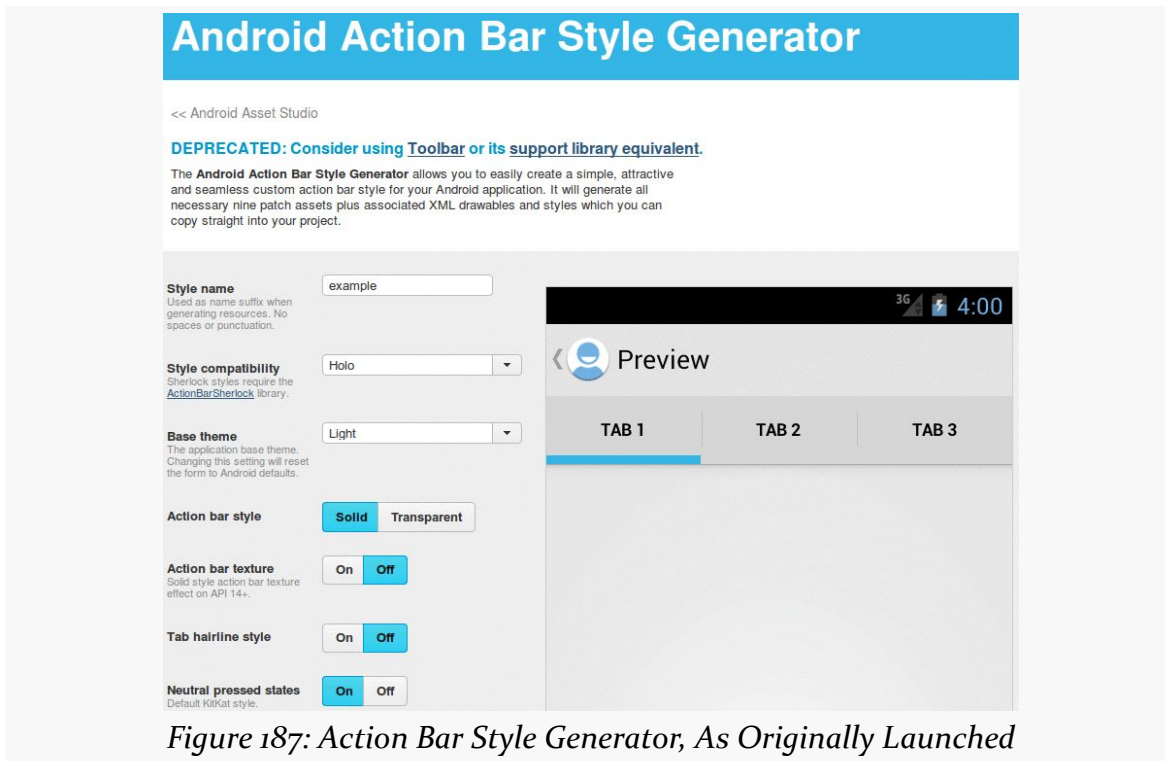 Android Action Bar Style Generator
<< Android Asset Studio
DEPRECATED: Consider using Toolbar or its support library equivalent.
The Android Action Bar Style Generator allows you to easily create a simple, attractive
and seamless custom action bar style for your Android application. It will generate all
necessary nine patch assets plus associated XML drawables and styles which you can
copy straight into your project.
Style name
Used as name suffix when
generating resources. No
spaces or punctuation.
example
Style compatibility
Sherlock styles require the
ActionBarSherlock library.
Holo
Base theme
The application base theme.
Changing this setting will reset
the form to Android defaults.
Light
Action bar style
Solid Transparent
Action bar texture
Solid style action bar texture
effect on API 14+.
On Off
Tab hairline style
On Off
Neutral pressed states
Default KitKat style.
On Off
3G 4:00
Preview
TAB 1 TAB 2 TAB 3
Figure 187: Action Bar Style Generator, As Originally Launched